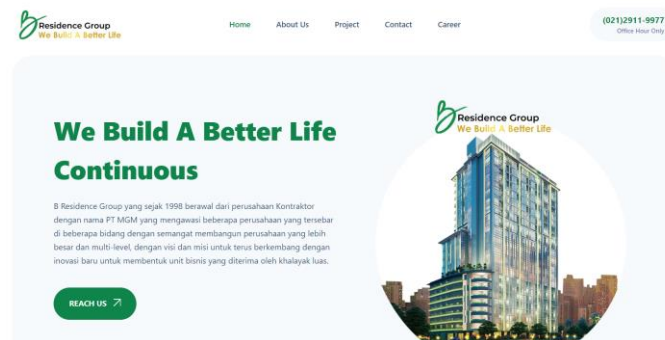 B Residence Group
We Build A Better Life
Home About Us Project Contact Career
(021)2911-9977
Office Hour Only
We Build A Better Life
Continuous
B Residence Group yang sejak 1998 berawal dari perusahaan Kontraktor
dengan nama PT MGM yang mengawasi beberapa perusahaan yang tersebar
di beberapa bidang dengan semangat membangun perusahaan yang lebih
besar dan multi-level, dengan visi dan misi untuk terus berkembang dengan
inovasi baru untuk membentuk unit bisnis yang diterima oleh khalayak luas.
REACH US
B Residence Group
We Build A Better Life